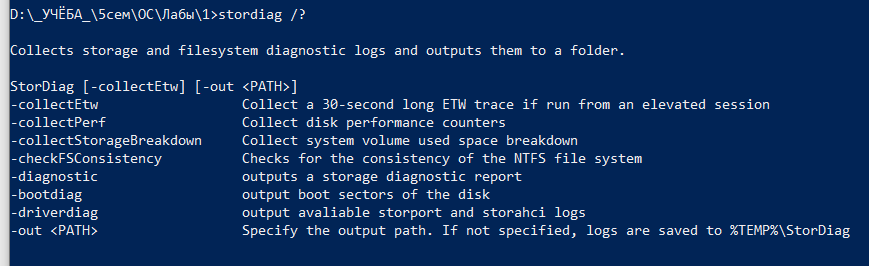 D:\_УЧЁБА_\5сем\ОС\Лабы\1>stordiag /?
Collects storage and filesystem diagnostic logs and outputs them to a folder.
StorDiag [-collectEtw] [-out <PATH>]
-collectEtw Collect a 30-second long ETW trace if run from an elevated session
-collectPerf Collect disk performance counters
-collectStorageBreakdown Collect system volume used space breakdown
-checkFSConsistency Checks for the consistency of the NTFS file system
-diagnostic outputs a storage diagnostic report
-bootdiag output boot sectors of the disk
-driverdiag output avaliable storport and storahci logs
-out <PATH> Specify the output path. If not specified, logs are saved to %TEMP%\StorDiag